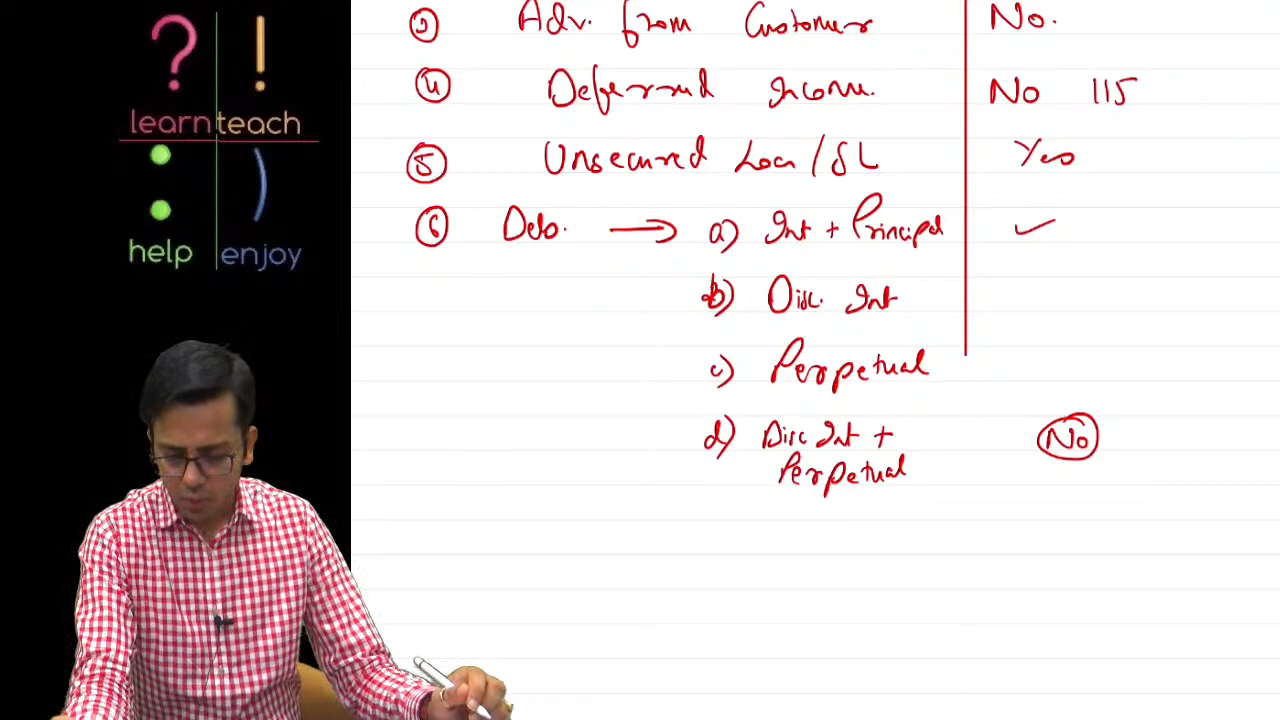 ? !
learn teach
: )
help enjoy
③ Adv. from Customer No.
④ Deferred Income. No 115
⑤ Unsecured Loan/SL Yes
⑥ Deb. → a) Int + Principal ✓
b) Disc. Int
c) Perpetual
d) Disc Int + No
Perpetual